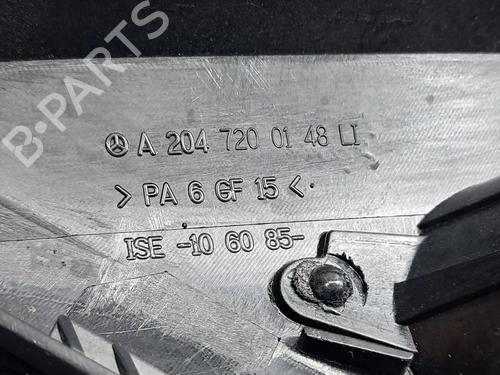 B-PARTS
A 204 720 01 48 LI
>PA 6 GF 15<
ISE -10 60 85-